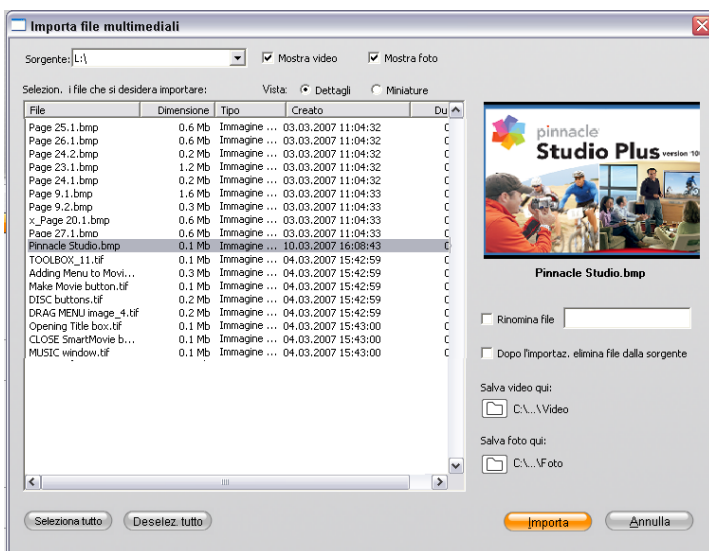 Importa file multimediali
Sorgente: L:\
Mostra video
Mostra foto
Selezion. i file che si desidera importare:
Vista: Dettagli Miniature
File Dimensione Tipo Creato Du
Page 25.1.bmp 0.6 Mb Immagine ... 03.03.2007 11:04:32
Page 26.1.bmp 0.6 Mb Immagine ... 03.03.2007 11:04:32
Page 24.2.bmp 0.2 Mb Immagine ... 03.03.2007 11:04:32
Page 23.1.bmp 1.2 Mb Immagine ... 03.03.2007 11:04:32
Page 24.1.bmp 0.2 Mb Immagine ... 03.03.2007 11:04:32
Page 9.1.bmp 1.6 Mb Immagine ... 03.03.2007 11:04:33
Page 9.2.bmp 0.3 Mb Immagine ... 03.03.2007 11:04:33
x_Page 20.1.bmp 0.6 Mb Immagine ... 03.03.2007 11:04:33
Page 27.1.bmp 0.6 Mb Immagine ... 03.03.2007 11:04:33
Pinnacle Studio.bmp 0.1 Mb Immagine ... 10.03.2007 16:08:43
TOOLBOX_11.tif 0.1 Mb Immagine ... 04.03.2007 15:42:59
Adding Menu to Movi... 0.3 Mb Immagine ... 04.03.2007 15:42:59
Make Movie button.tif 0.1 Mb Immagine ... 04.03.2007 15:42:59
DISC buttons.tif 0.2 Mb Immagine ... 04.03.2007 15:42:59
DRAG MENU image_4.tif 0.2 Mb Immagine ... 04.03.2007 15:42:59
Opening Title box.tif 0.1 Mb Immagine ... 04.03.2007 15:43:00
CLOSE SmartMovie b... 0.1 Mb Immagine ... 04.03.2007 15:43:00
MUSIC window.tif 0.1 Mb Immagine ... 04.03.2007 15:43:00
pinnacle
Studio Plus version 10
Pinnacle Studio.bmp
Rinomina file
Dopo l'importaz. elimina file dalla sorgente
Salva video qui:
C:\...\Video
Salva foto qui:
C:\...\Foto
Seleziona tutto
Deselez. tutto
Importa
Annulla